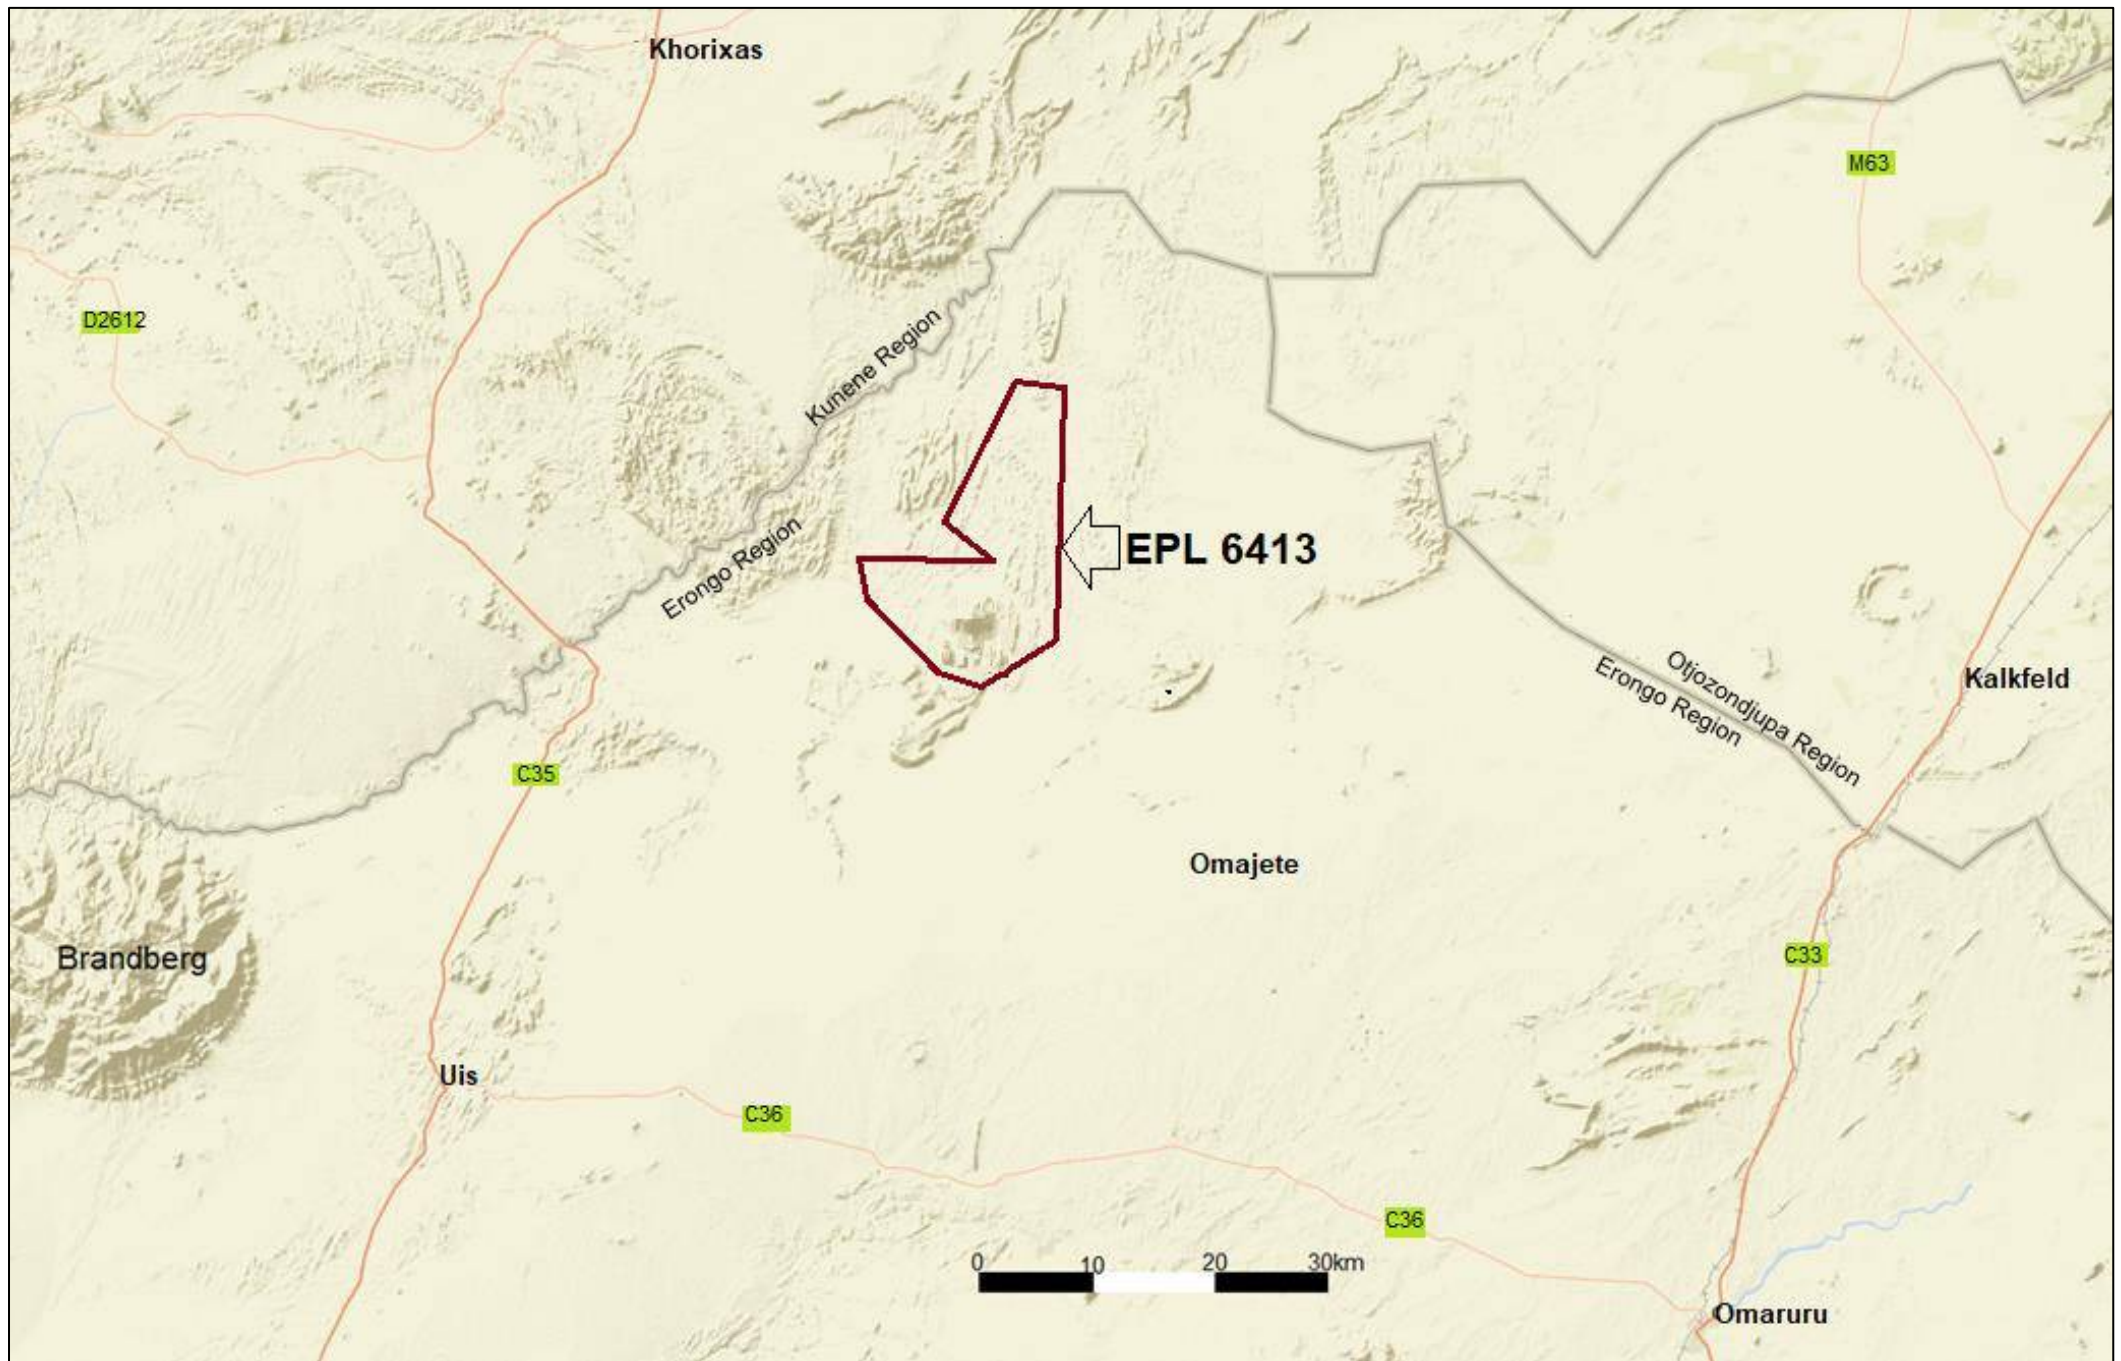 Khorixas
M63
D2612
Kunene Region
Erongo Region
EPL 6413
Otjozondjupa Region
Erongo Region
Kalkfeld
C35
Omajete
Brandberg
C33
Uis
C36
C36
0 10 20 30km
Omaruru